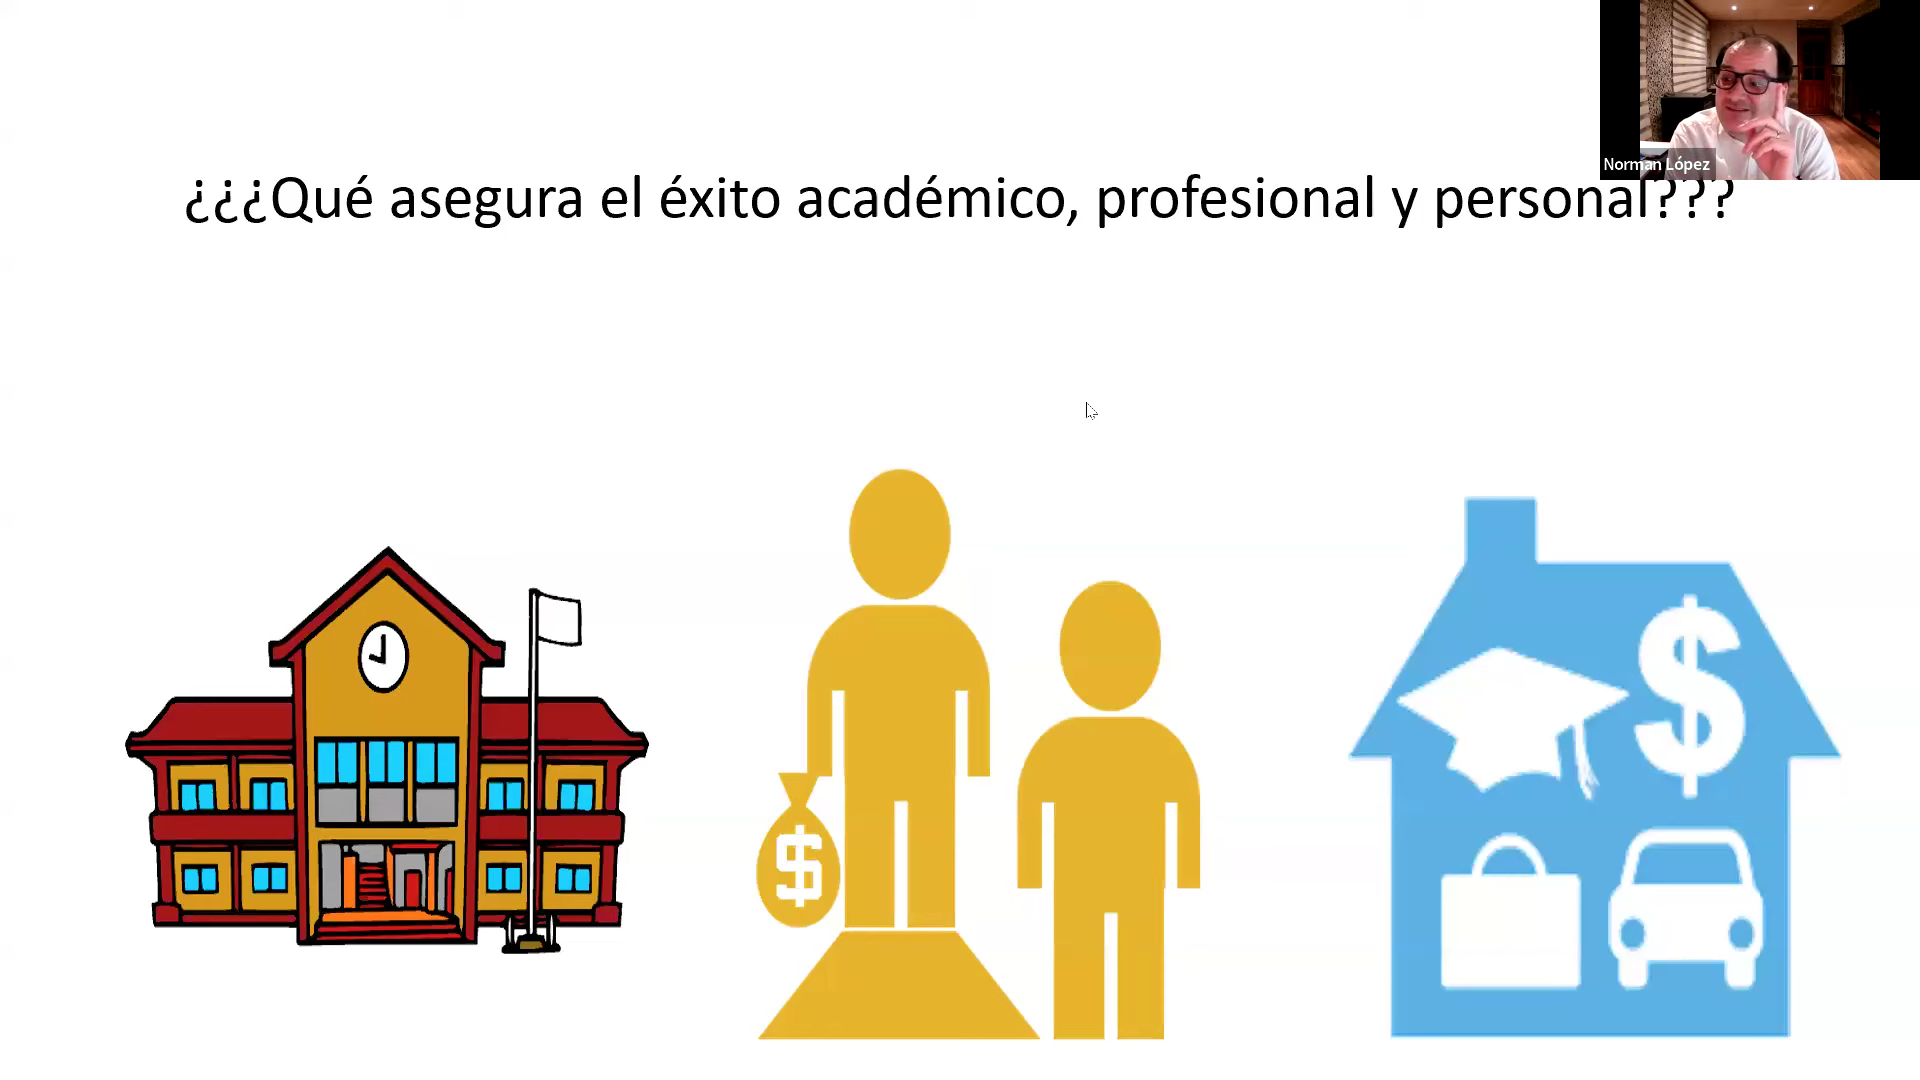 Norman López
¿¿¿Qué asegura el éxito académico, profesional y personal???
$
$